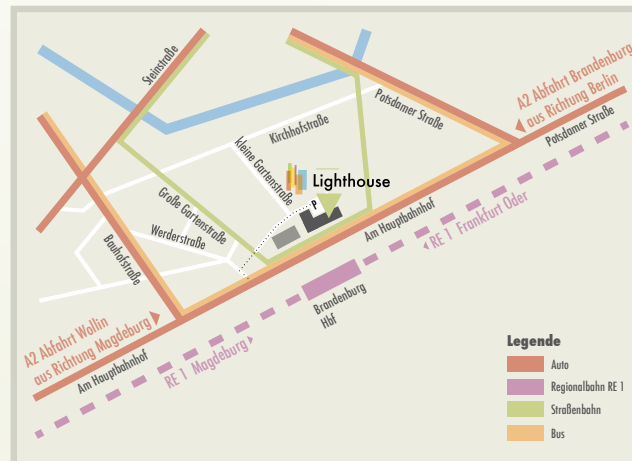 Steinstraße
Potsdamer Straße
A2 Abfahrt Brandenburg
aus Richtung Berlin
Potsdamer Straße
Kirchhofstraße
kleine Gartenstraße
Lighthouse
P
Große Gartenstraße
Werderstraße
Bauhofstraße
Am Hauptbahnhof
RE 1 Frankfurt Oder
Brandenburg
Hbf
A2 Abfahrt Wollin
aus Richtung Magdeburg
Am Hauptbahnhof
RE 1 Magdeburg
Legende
Auto
Regionalbahn RE 1
Straßenbahn
Bus